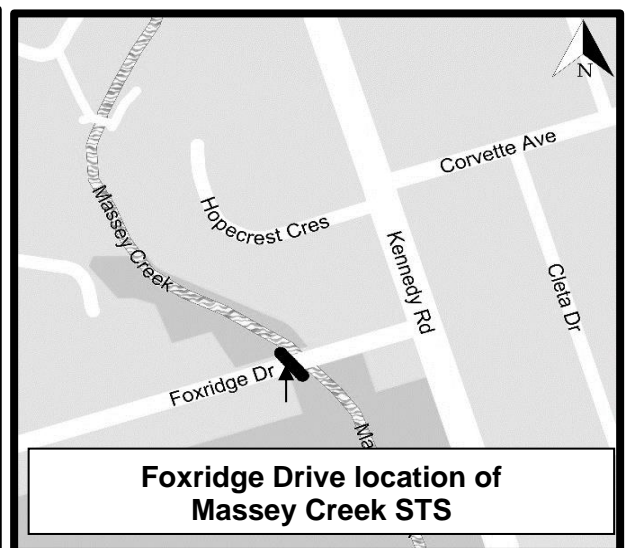 N
Corvette Ave
Hopecrest Cres
Massey Creek
Kennedy Rd
Cleta Dr
Foxridge Dr
Ma
Foxridge Drive location of
Massey Creek STS